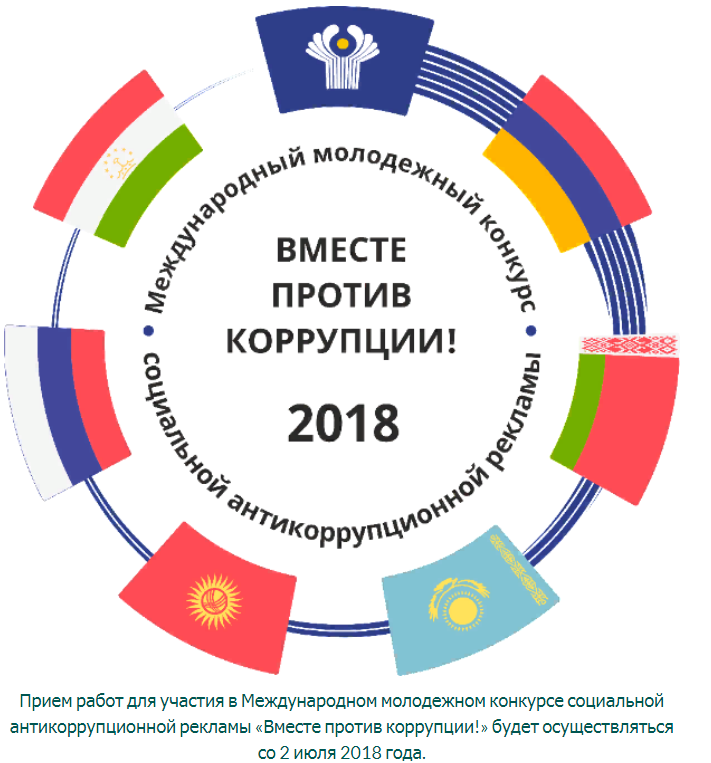 Международный молодежный конкурс
ВМЕСТЕ
ПРОТИВ
КОРРУПЦИИ!
2018
социальной антикоррупционной рекламы
Прием работ для участия в Международном молодежном конкурсе социальной
антикоррупционной рекламы «Вместе против коррупции!» будет осуществляться
со 2 июля 2018 года.